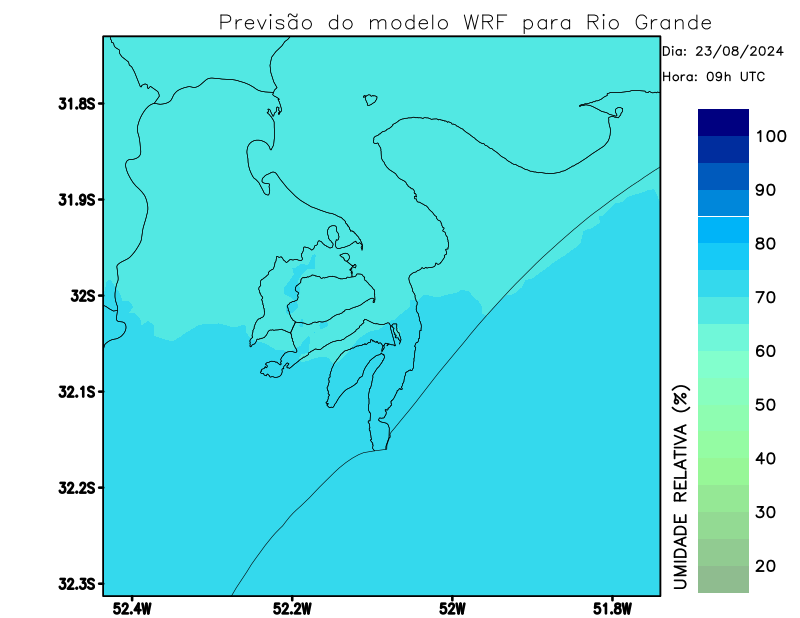 Previsão do modelo WRF para Rio Grande
Dia: 23/08/2024
Hora: 09h UTC
31.8S
31.9S
32S
32.1S
32.2S
32.3S
52.4W
52.2W
52W
51.8W
100
90
80
70
60
50
40
30
20
UMIDADE RELATIVA (%)